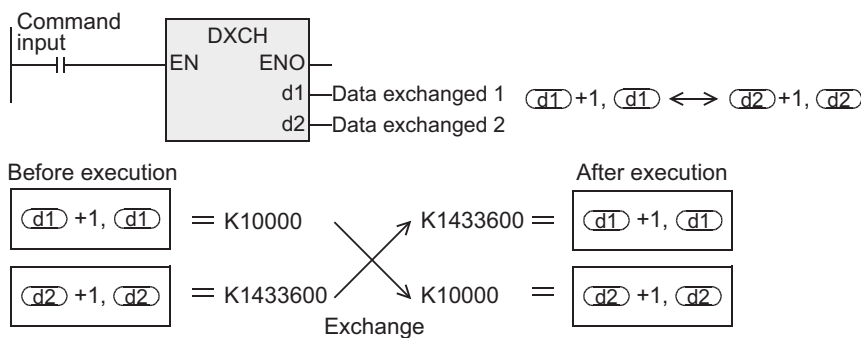 Command
input
DXCH
EN ENO
d1 Data exchanged 1
d2 Data exchanged 2
d1 +1, d1 ↔ d2 +1, d2
Before execution After execution
d1 +1, d1 = K10000 K1433600 = d1 +1, d1
d2 +1, d2 = K1433600 K10000 = d2 +1, d2
Exchange